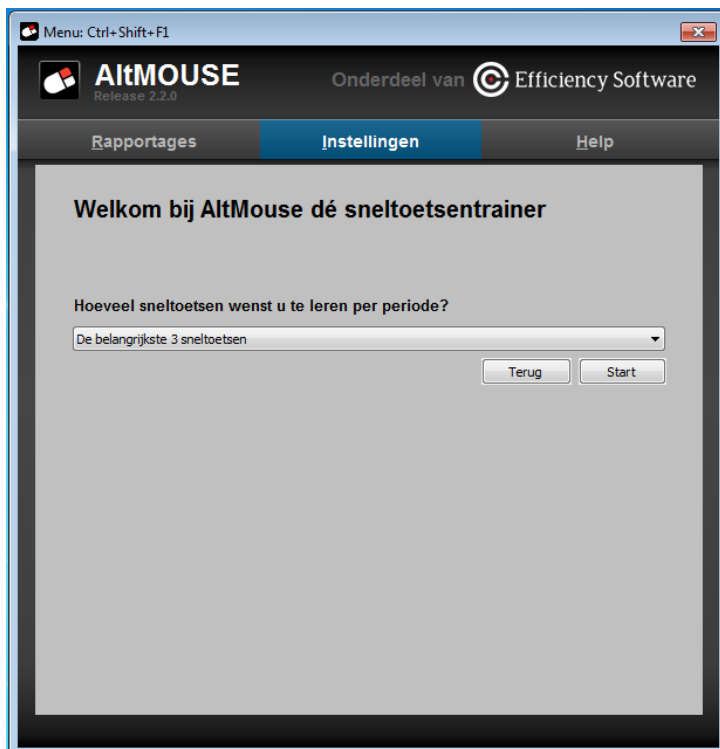 Menu: Ctrl+Shift+F1
AltMOUSE
Release 2.2.0
Onderdeel van Efficiency Software
Rapportages Instellingen Help
Welkom bij AltMouse dé sneltoetsentrainer
Hoeveel sneltoetsen wenst u te leren per periode?
De belangrijkste 3 sneltoetsen
Terug Start